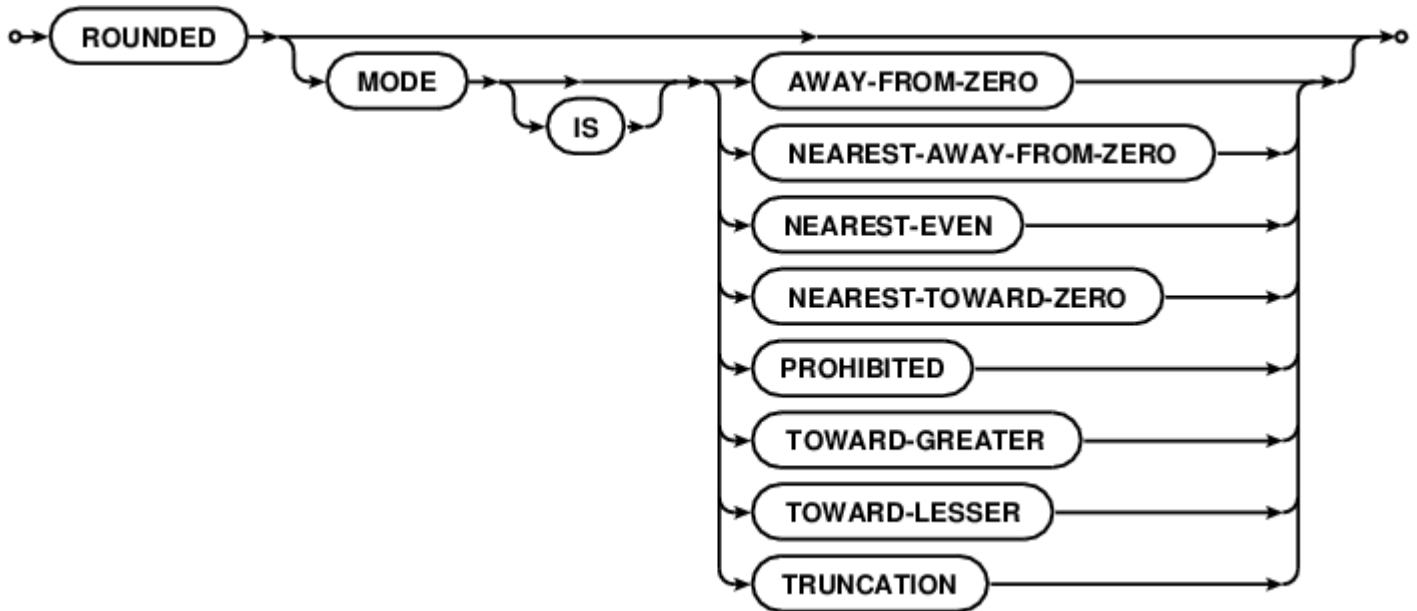 ROUNDED
MODE
AWAY-FROM-ZERO
IS
NEAREST-AWAY-FROM-ZERO
NEAREST-EVEN
NEAREST-TOWARD-ZERO
PROHIBITED
TOWARD-GREATER
TOWARD-LESSER
TRUNCATION